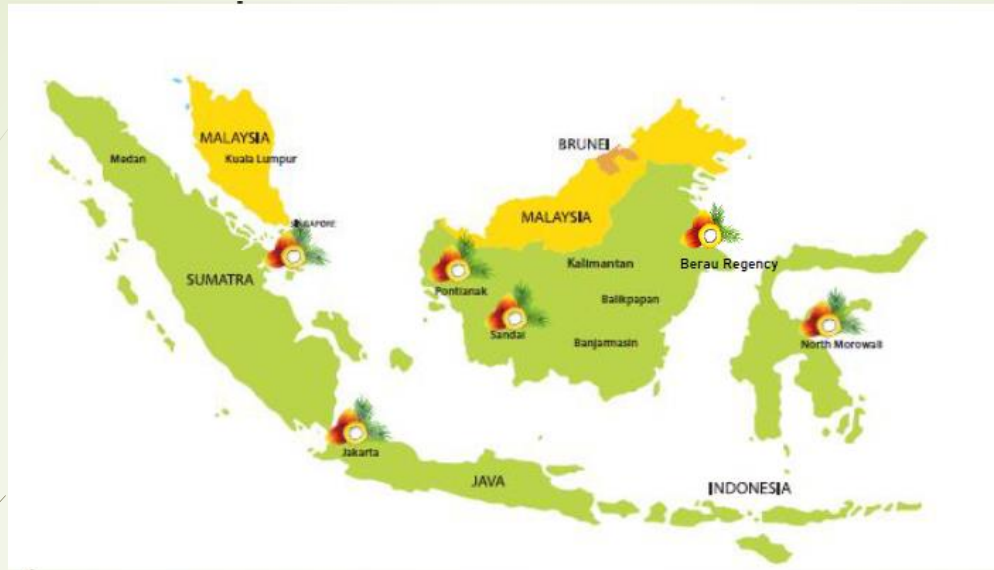 MALAYSIA
Medan
Kuala Lumpur
BRUNEI
MALAYSIA
SINGAPORE
SUMATRA
Kalimantan
Berau Regency
Pontianak
Balikpapan
Sandai
Banjarmasin
North Morowali
Jakarta
JAVA
INDONESIA